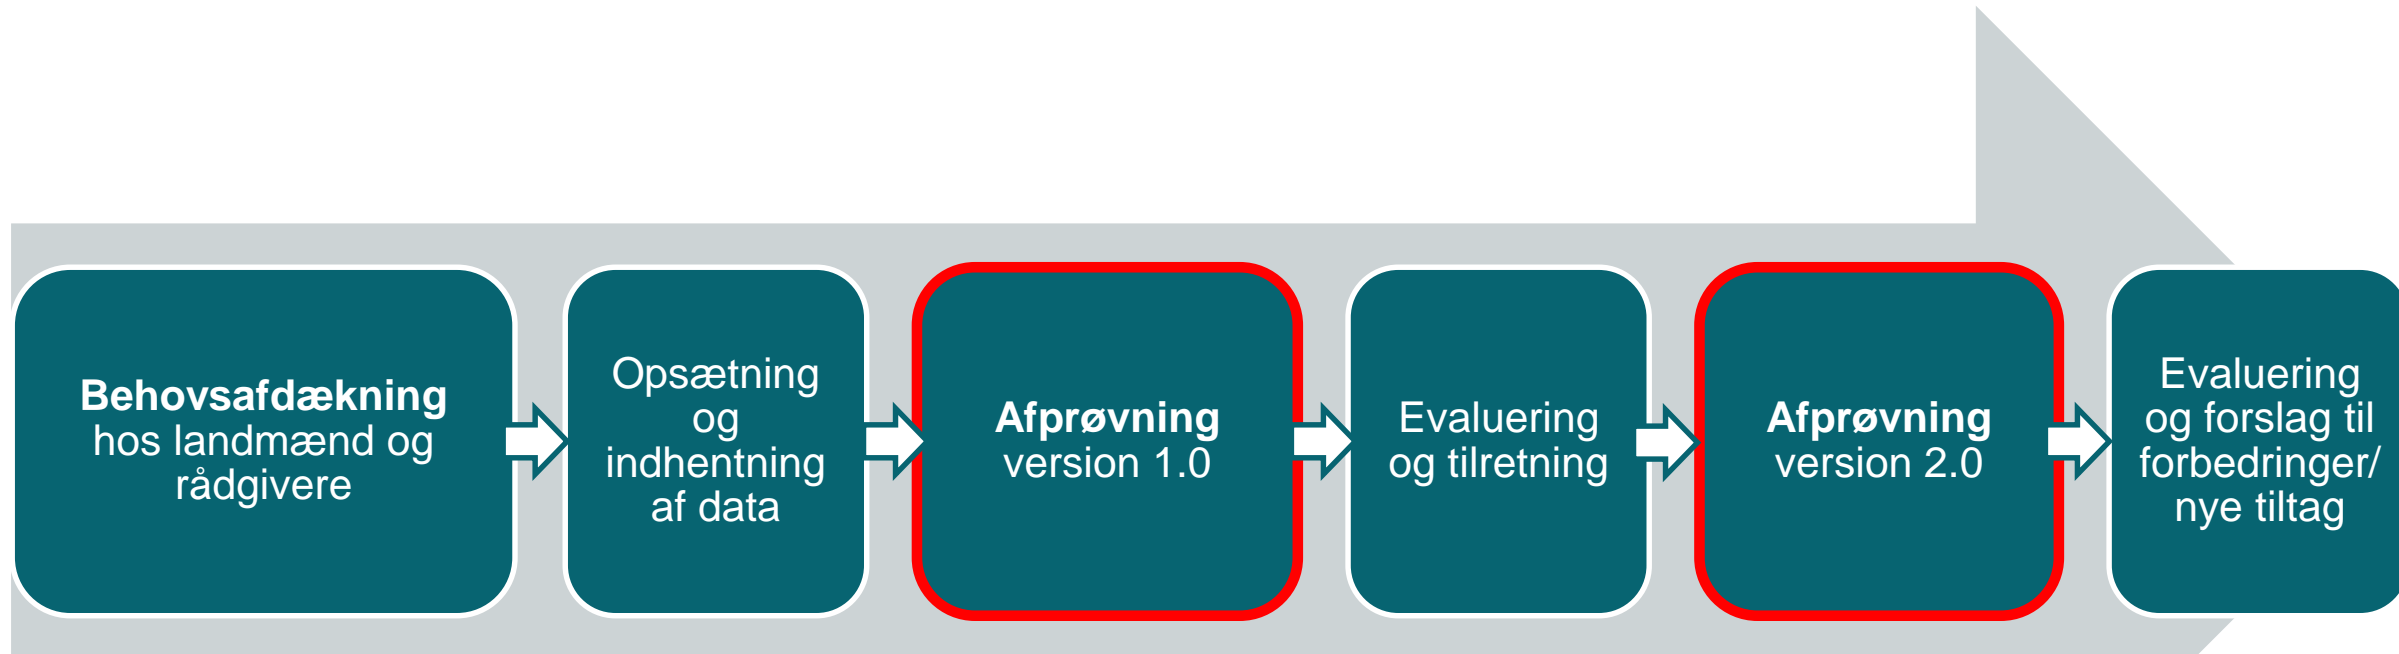 Behovsafdækning
hos landmænd og
rådgivere
Opsætning
og
indhentning
af data
Afprøvning
version 1.0
Evaluering
og tilretning
Afprøvning
version 2.0
Evaluering
og forslag til
forbedringer/
nye tiltag